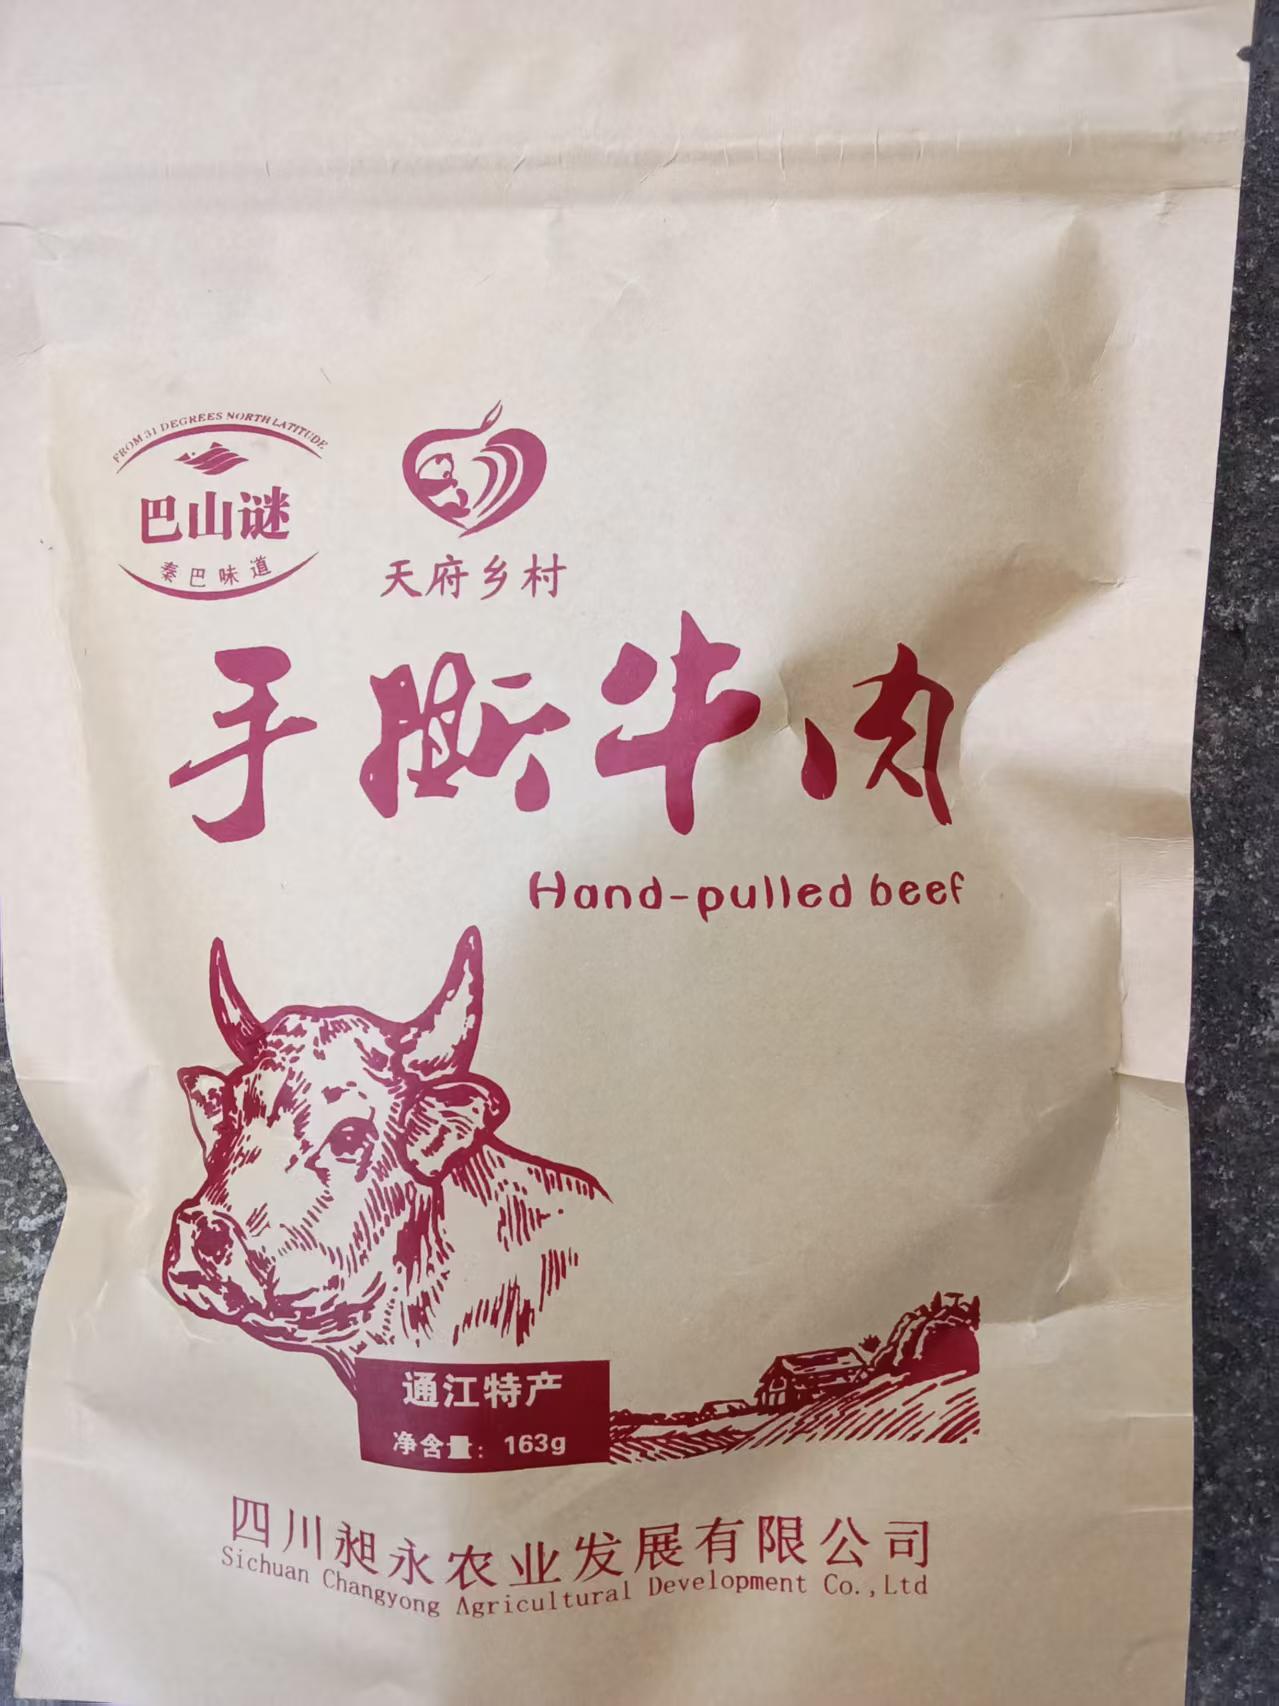 FROM 31 DEGREES NORTH LATITUDE
巴山谜
秦巴味道
天府乡村
手撕牛肉
Hand-pulled beef
通江特产
净含量：163g
四川昶永农业发展有限公司
Sichuan Changyong Agricultural Development Co.,Ltd